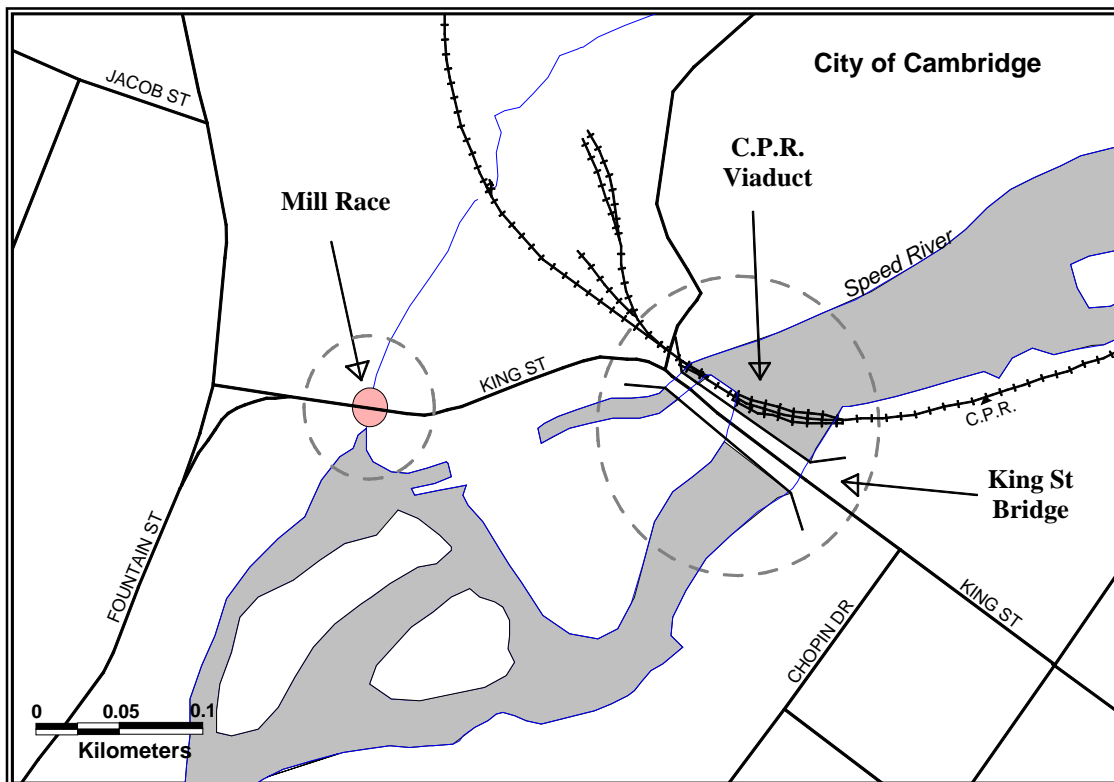 City of Cambridge
JACOB ST
C.P.R.
Viaduct
Mill Race
Speed River
KING ST
C.P.R.
King St
Bridge
FOUNTAIN ST
CHOPIN DR
KING ST
0 0.05 0.1
Kilometers